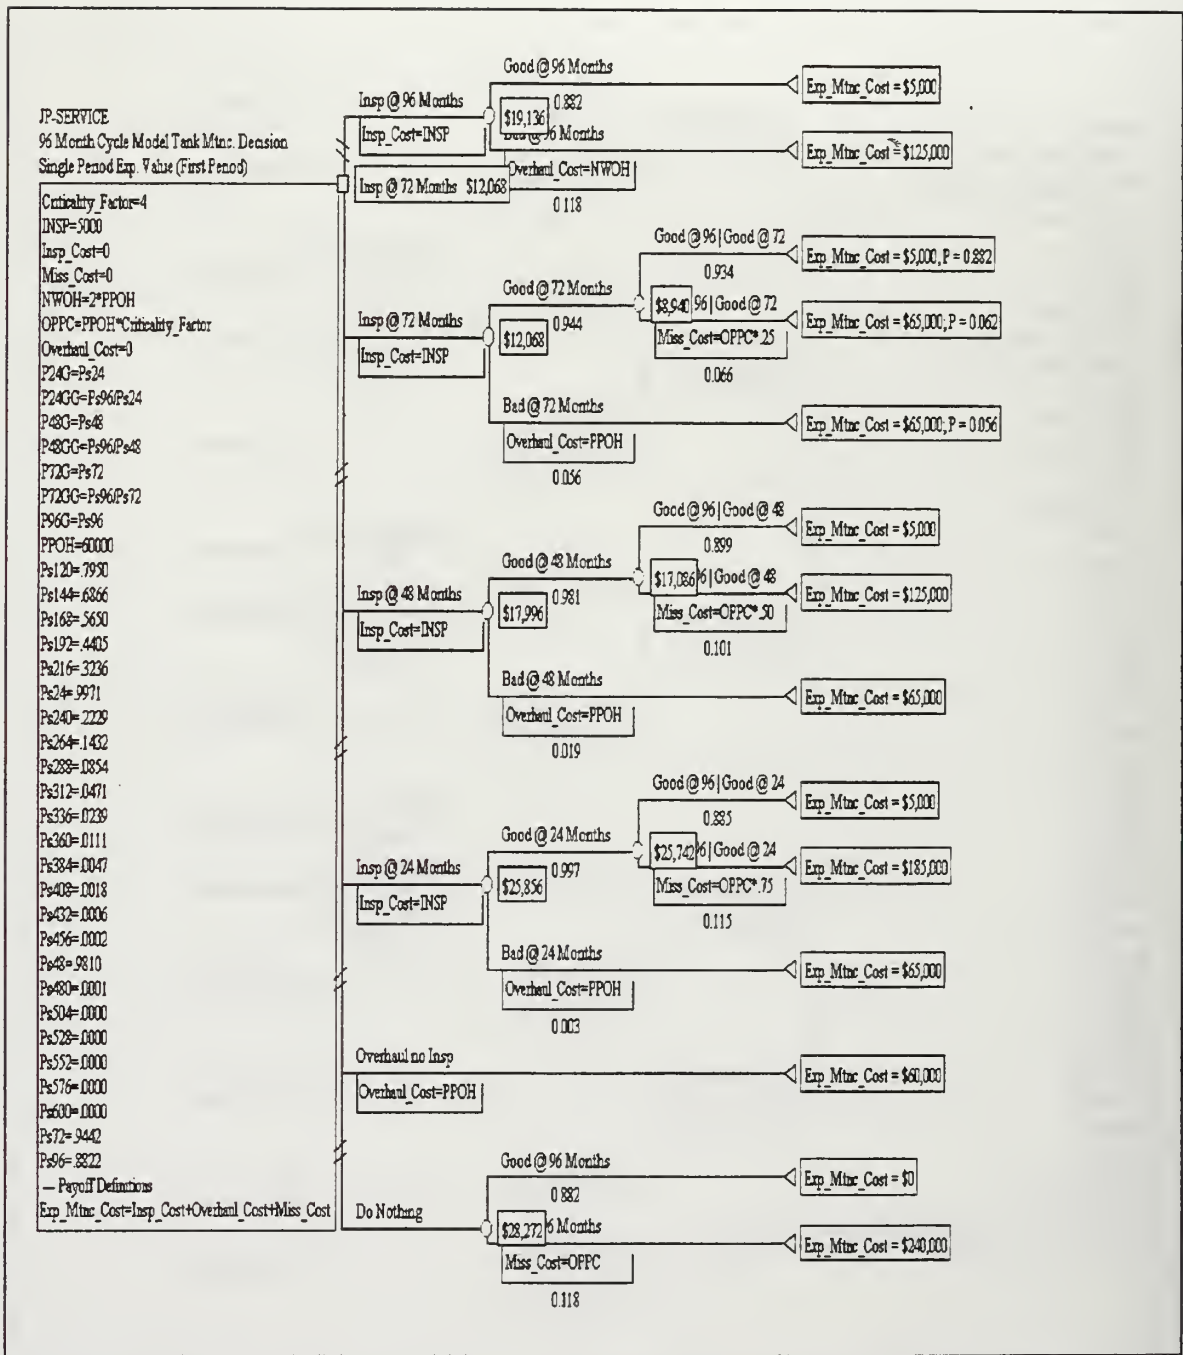 JP-SERVICE
96 Month Cycle Model Tank Mtnc. Decision
Single Period Exp. Value (First Period)
Criticality_Factor=4
INSP=5000
Insp_Cost=0
Miss_Cost=0
NWOH=2*PPOH
OPPC=PPOH*Criticality_Factor
Overhaul_Cost=0
P24G=Ps24
P24GG=Ps96/Ps24
P48G=Ps48
P48GG=Ps96/Ps48
P72G=Ps72
P72GG=Ps96/Ps72
P96G=Ps96
PPOH=60000
Ps120=.7950
Ps144=.6866
Ps168=.5650
Ps192=.4405
Ps216=.3236
Ps24=.9971
Ps240=.2229
Ps264=.1432
Ps288=.0854
Ps312=.0471
Ps336=.0239
Ps360=.0111
Ps384=.0047
Ps408=.0018
Ps432=.0006
Ps456=.0002
Ps48=.9810
Ps480=.0001
Ps504=.0000
Ps528=.0000
Ps552=.0000
Ps576=.0000
Ps600=.0000
Ps72=.9442
Ps96=.8822
— Payoff Definitions
Exp_Mtnc_Cost=Insp_Cost+Overhaul_Cost+Miss_Cost
Insp @ 96 Months
Insp_Cost=INSP
$19,136
Good @ 96 Months
0.882
Exp_Mtnc_Cost = $5,000
96 Months
Overhaul_Cost=NWOH
0.118
Exp_Mtnc_Cost = $125,000
Insp @ 72 Months $12,068
Insp @ 72 Months
Insp_Cost=INSP
$12,068
Good @ 72 Months
0.944
$8,940
Good @ 96 | Good @ 72
0.934
Exp_Mtnc_Cost = $5,000; P = 0.882
96 | Good @ 72
Miss_Cost=OPPC*.25
0.066
Exp_Mtnc_Cost = $65,000; P = 0.062
Bad @ 72 Months
Overhaul_Cost=PPOH
0.056
Exp_Mtnc_Cost = $65,000; P = 0.056
Insp @ 48 Months
Insp_Cost=INSP
$17,996
Good @ 48 Months
0.981
$17,086
Good @ 96 | Good @ 48
0.899
Exp_Mtnc_Cost = $5,000
6 | Good @ 48
Miss_Cost=OPPC*.50
0.101
Exp_Mtnc_Cost = $125,000
Bad @ 48 Months
Overhaul_Cost=PPOH
0.019
Exp_Mtnc_Cost = $65,000
Insp @ 24 Months
Insp_Cost=INSP
$25,856
Good @ 24 Months
0.997
$25,742
Good @ 96 | Good @ 24
0.885
Exp_Mtnc_Cost = $5,000
6 | Good @ 24
Miss_Cost=OPPC*.75
0.115
Exp_Mtnc_Cost = $185,000
Bad @ 24 Months
Overhaul_Cost=PPOH
0.003
Exp_Mtnc_Cost = $65,000
Overhaul no Insp
Overhaul_Cost=PPOH
Exp_Mtnc_Cost = $60,000
Do Nothing
$28,272
Good @ 96 Months
0.882
Exp_Mtnc_Cost = $0
6 Months
Miss_Cost=OPPC
0.118
Exp_Mtnc_Cost = $240,000